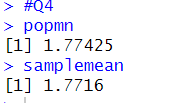 > #Q4
> popmn
[1] 1.77425
> samplemean
[1] 1.7716